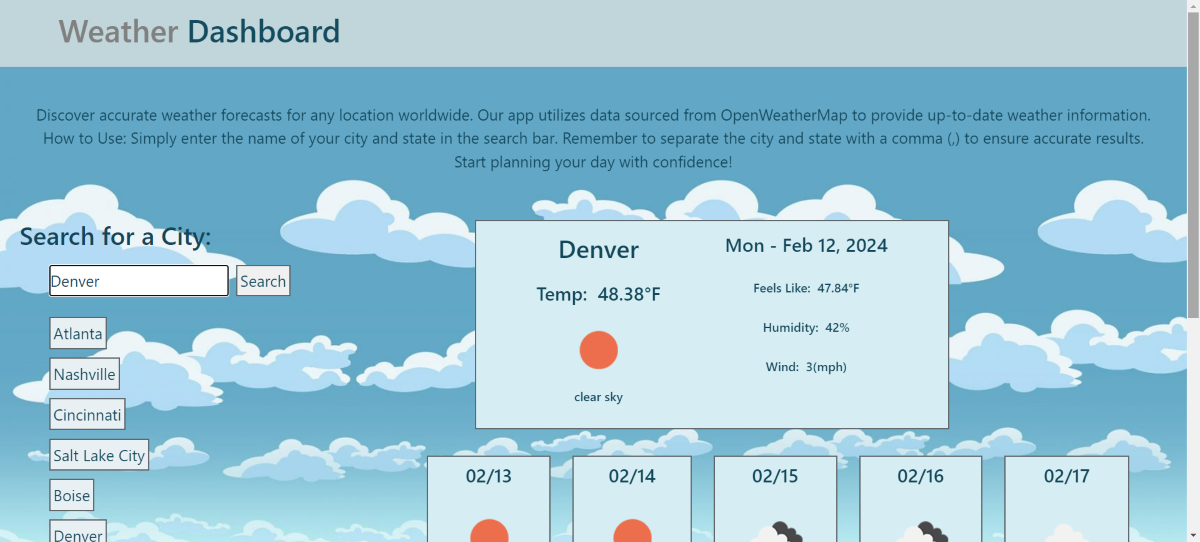 Weather Dashboard
Discover accurate weather forecasts for any location worldwide. Our app utilizes data sourced from OpenWeatherMap to provide up-to-date weather information.
How to Use: Simply enter the name of your city and state in the search bar. Remember to separate the city and state with a comma (,) to ensure accurate results.
Start planning your day with confidence!
Search for a City:
Denver
Search
Atlanta
Nashville
Cincinnati
Salt Lake City
Boise
Denver
Denver
Temp: 48.38°F
clear sky
Mon - Feb 12, 2024
Feels Like: 47.84°F
Humidity: 42%
Wind: 3(mph)
02/13
02/14
02/15
02/16
02/17